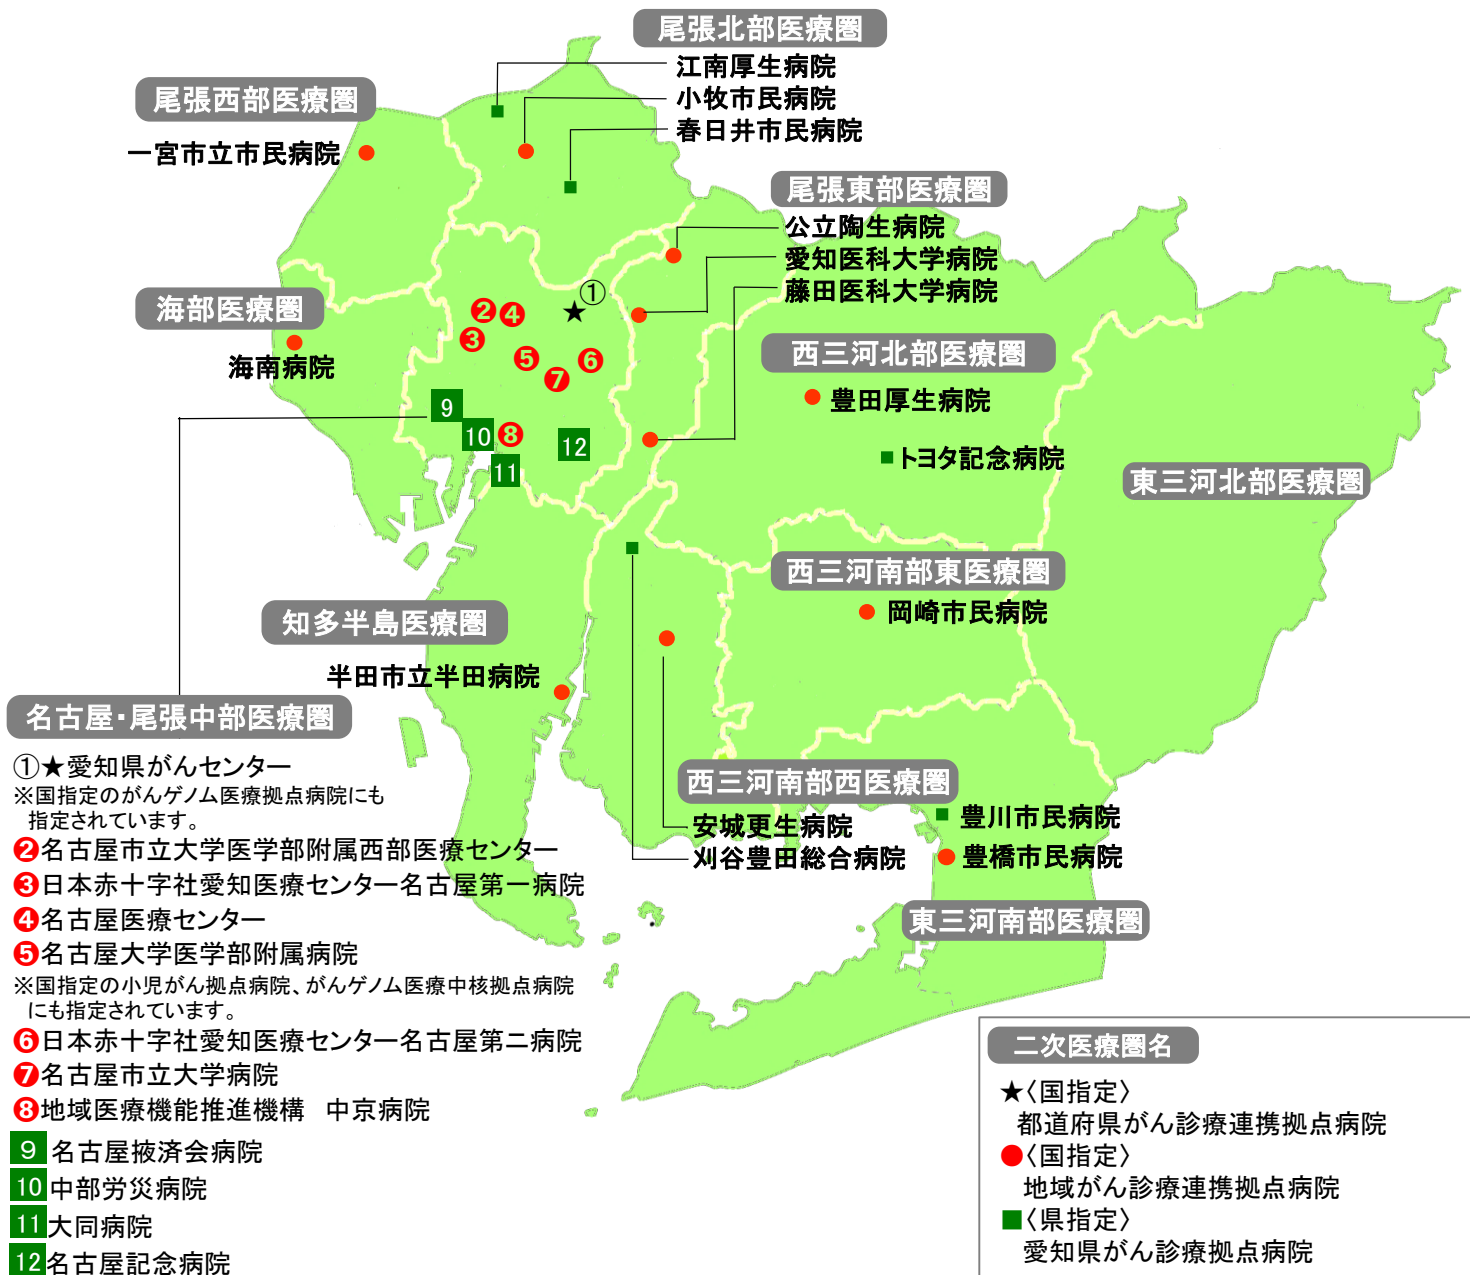 尾張北部医療圏
江南厚生病院
小牧市民病院
春日井市民病院
尾張西部医療圏
一宮市立市民病院
尾張東部医療圏
公立陶生病院
愛知医科大学病院
藤田医科大学病院
海部医療圏
海南病院
①
★
2
4
3
5
6
7
9
10
8
11
12
西三河北部医療圏
豊田厚生病院
トヨタ記念病院
東三河北部医療圏
西三河南部東医療圏
岡崎市民病院
知多半島医療圏
半田市立半田病院
名古屋・尾張中部医療圏
①★愛知県がんセンター
※国指定のがんゲノム医療拠点病院にも
指定されています。
❷名古屋市立大学医学部附属西部医療センター
❸日本赤十字社愛知医療センター名古屋第一病院
❹名古屋医療センター
❺名古屋大学医学部附属病院
※国指定の小児がん拠点病院、がんゲノム医療中核拠点病院
にも指定されています。
❻日本赤十字社愛知医療センター名古屋第二病院
❼名古屋市立大学病院
❽地域医療機能推進機構　中京病院
9 名古屋掖済会病院
10 中部労災病院
11 大同病院
12 名古屋記念病院
西三河南部西医療圏
安城更生病院
刈谷豊田総合病院
豊川市民病院
豊橋市民病院
東三河南部医療圏
二次医療圏名
★〈国指定〉
都道府県がん診療連携拠点病院
●〈国指定〉
地域がん診療連携拠点病院
■〈県指定〉
愛知県がん診療拠点病院